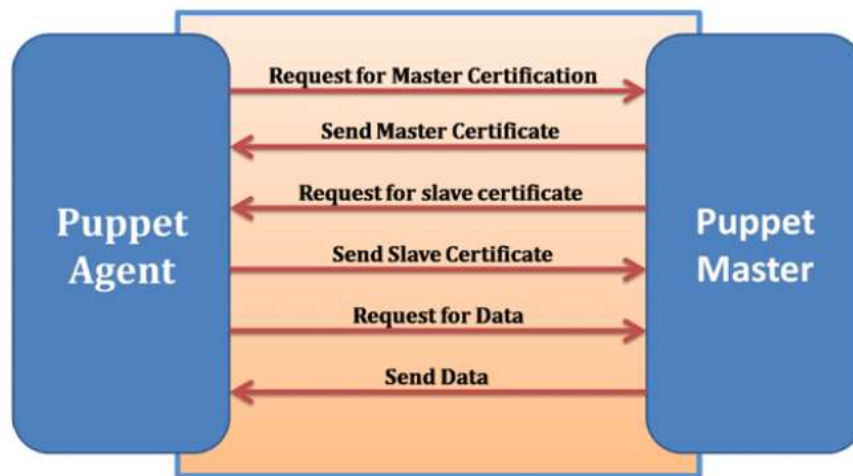 Request for Master Certification
Send Master Certificate
Request for slave certificate
Puppet
Agent
Send Slave Certificate
Puppet
Master
Request for Data
Send Data